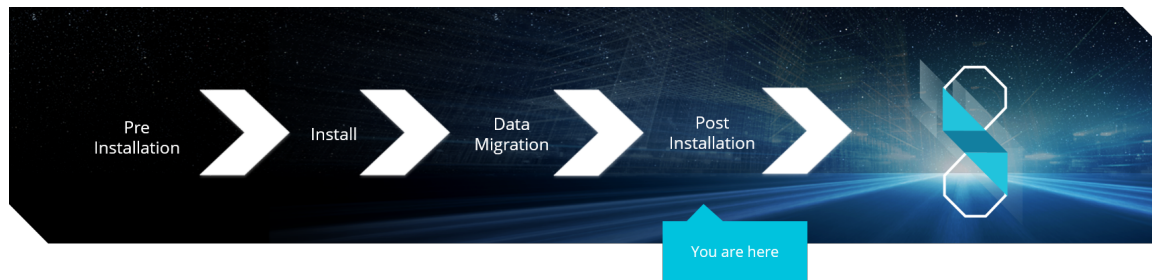 Pre
Installation
Install
Data
Migration
Post
Installation
You are here